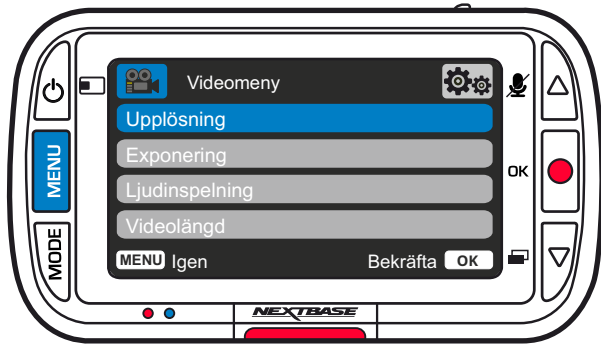 Videomeny
Upplösning
Exponering
Ljudinspelning
Videolängd
MENU Igen
Bekräfta OK
MENU
MODE
OK
NEXTBASE